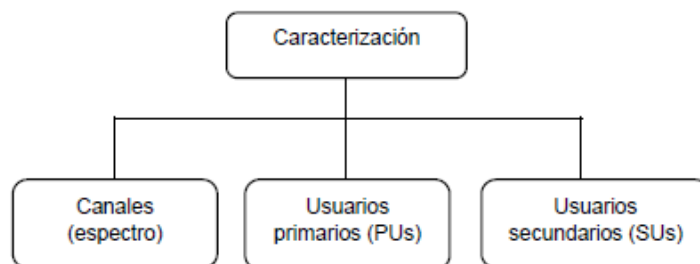 Caracterización
Canales
(espectro)
Usuarios
primarios (PUs)
Usuarios
secundarios (SUs)